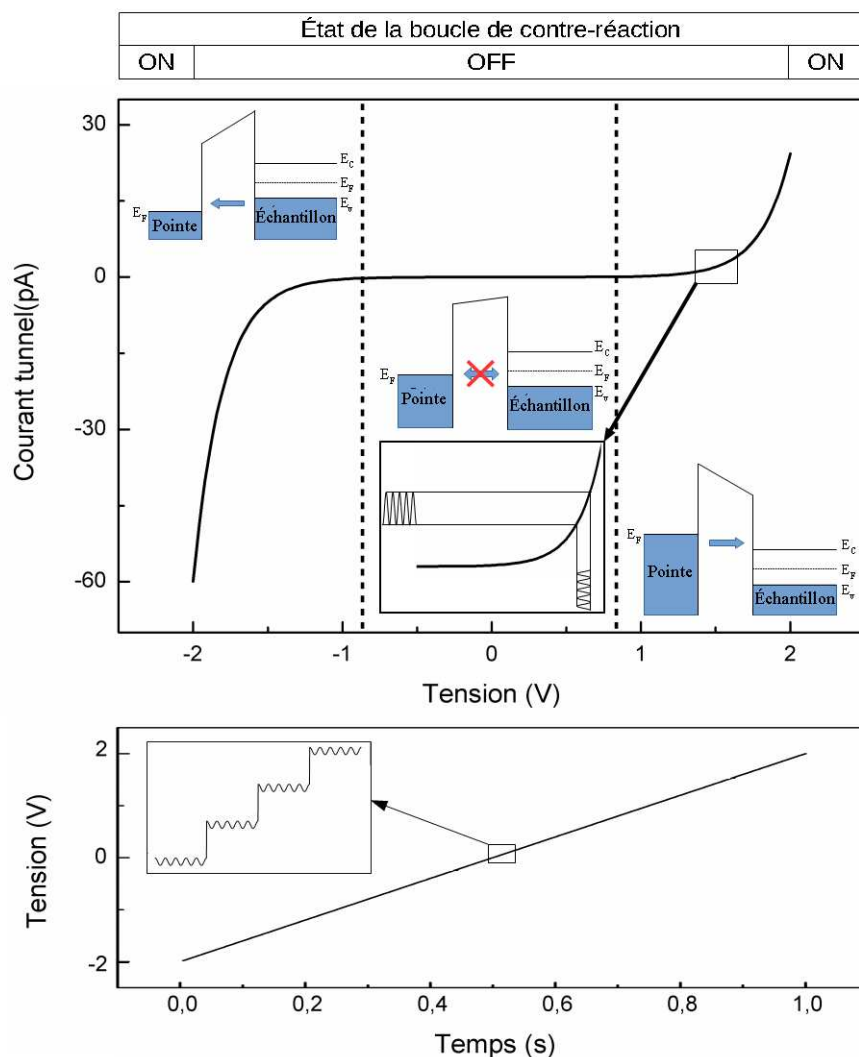 État de la boucle de contre-réaction
ON OFF ON
30
0
-30
-60
Courant tunnel(pA)
E_F Pointe
E_C
E_F
E_v
Échantillon
E_F Pointe
E_C
E_F
E_v
Échantillon
E_F
Pointe
E_C
E_F
E_v
Échantillon
-2 -1 0 1 2
Tension (V)
2
0
-2
Tension (V)
0,0 0,2 0,4 0,6 0,8 1,0
Temps (s)